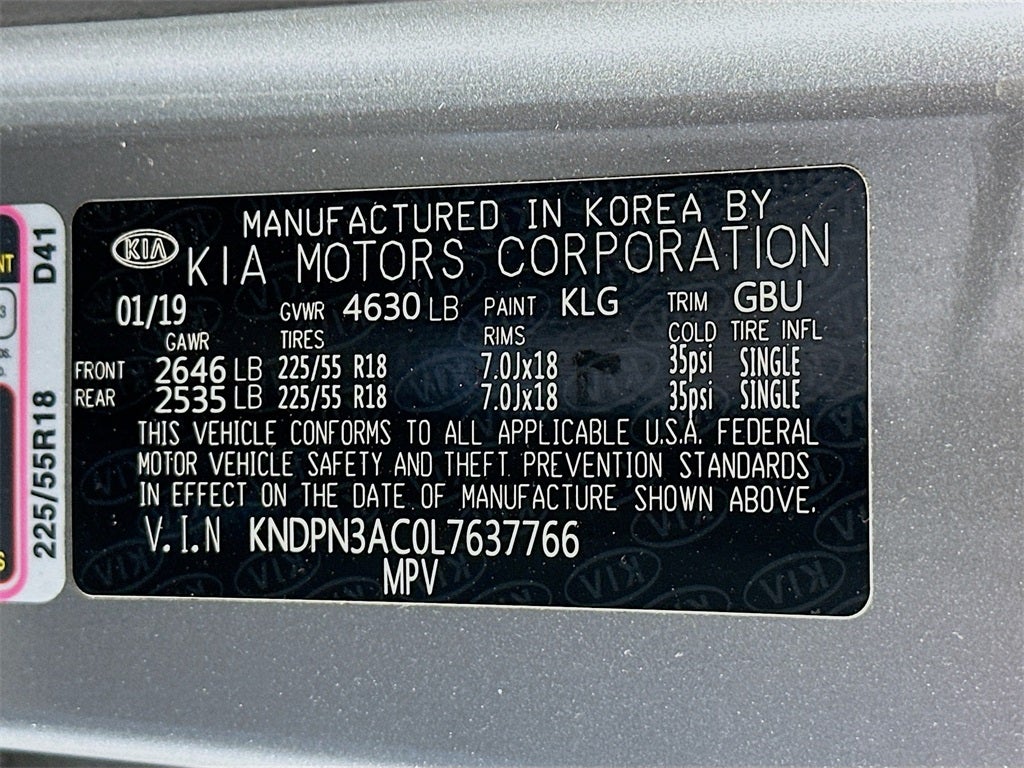 MANUFACTURED IN KOREA BY
KIA KIA MOTORS CORPORATION
01/19 GVWR 4630 LB PAINT KLG TRIM GBU
GAWR TIRES RIMS COLD TIRE INFL
FRONT 2646 LB 225/55 R18 7.0Jx18 35psi SINGLE
REAR 2535 LB 225/55 R18 7.0Jx18 35psi SINGLE
THIS VEHICLE CONFORMS TO ALL APPLICABLE U.S.A. FEDERAL
MOTOR VEHICLE SAFETY AND THEFT PREVENTION STANDARDS
IN EFFECT ON THE DATE OF MANUFACTURE SHOWN ABOVE.
V.I.N KNDPN3AC0L7637766
MPV
225/55R18 D41